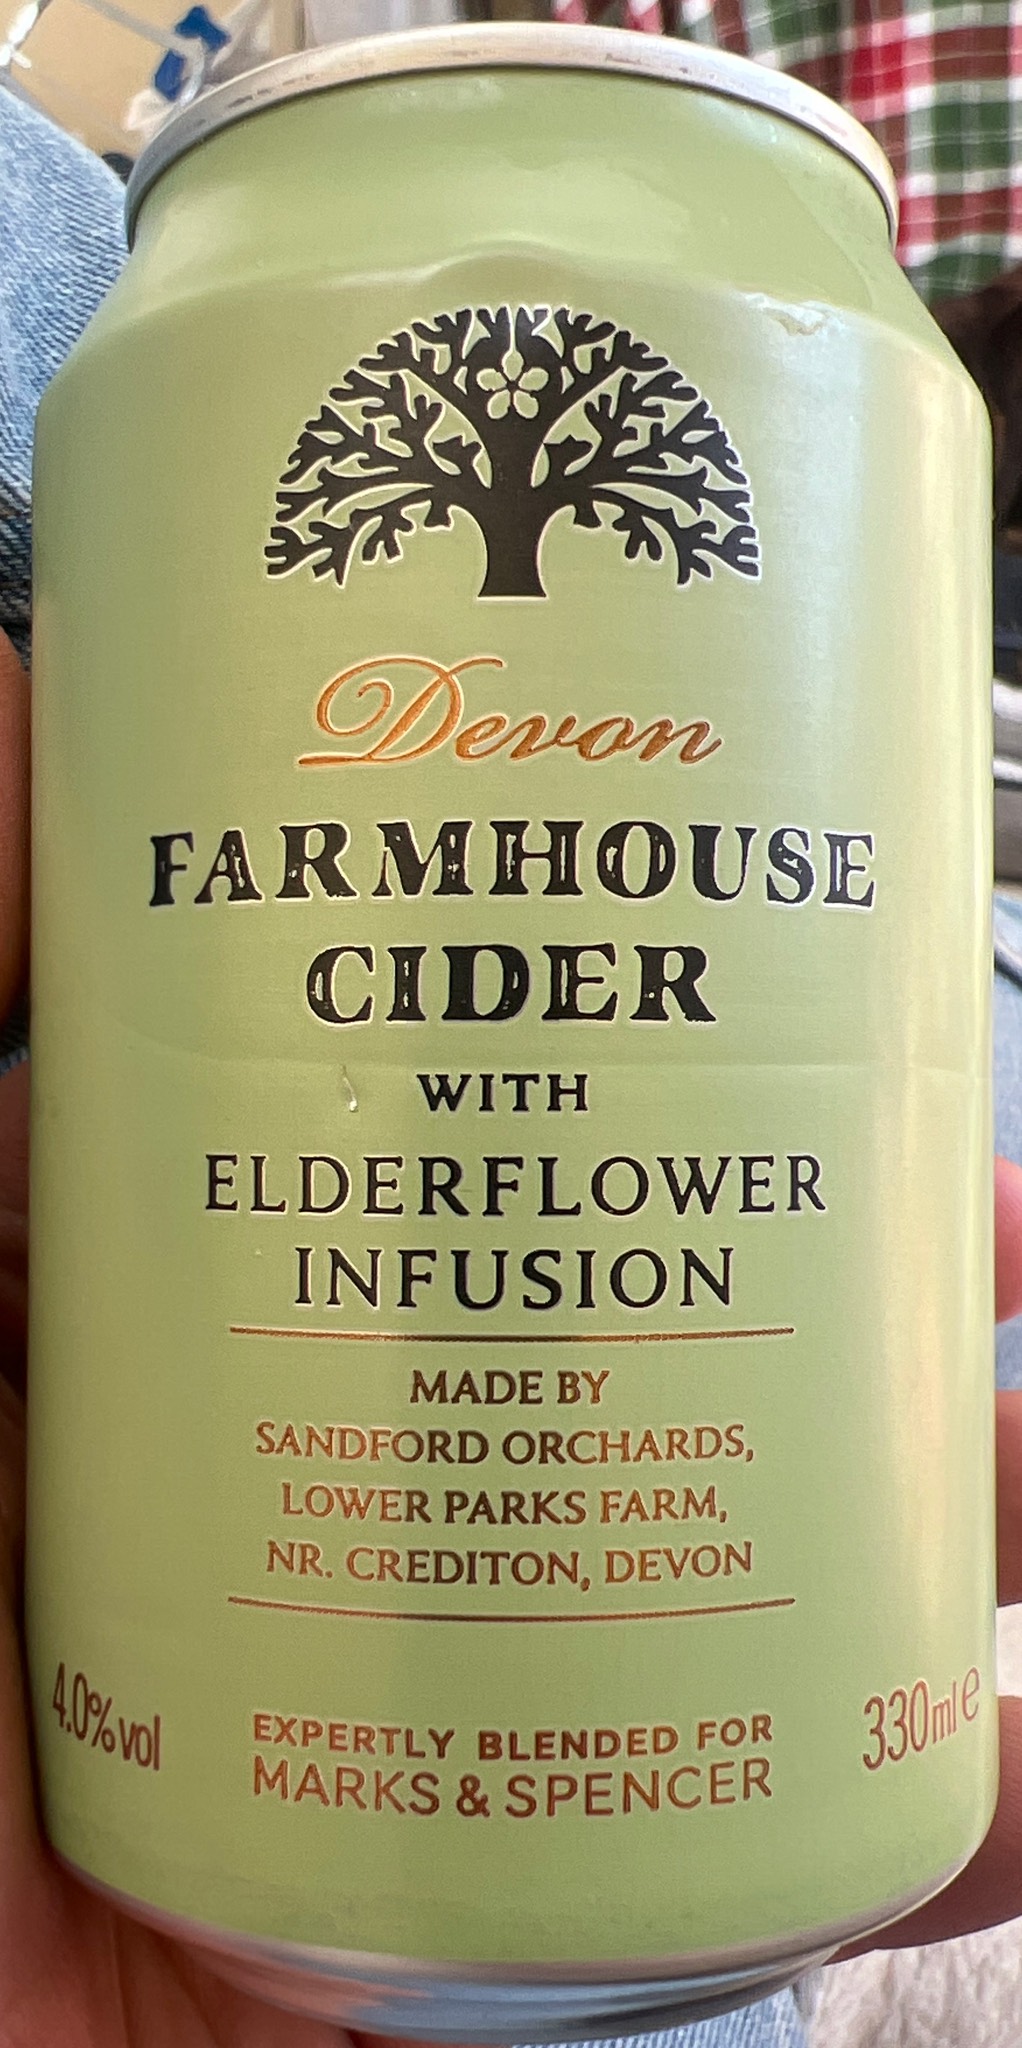 Devon
FARMHOUSE
CIDER
WITH
ELDERFLOWER
INFUSION
MADE BY
SANDFORD ORCHARDS,
LOWER PARKS FARM,
NR. CREDITON, DEVON
4.0%vol
EXPERTLY BLENDED FOR
MARKS & SPENCER
330ml℮